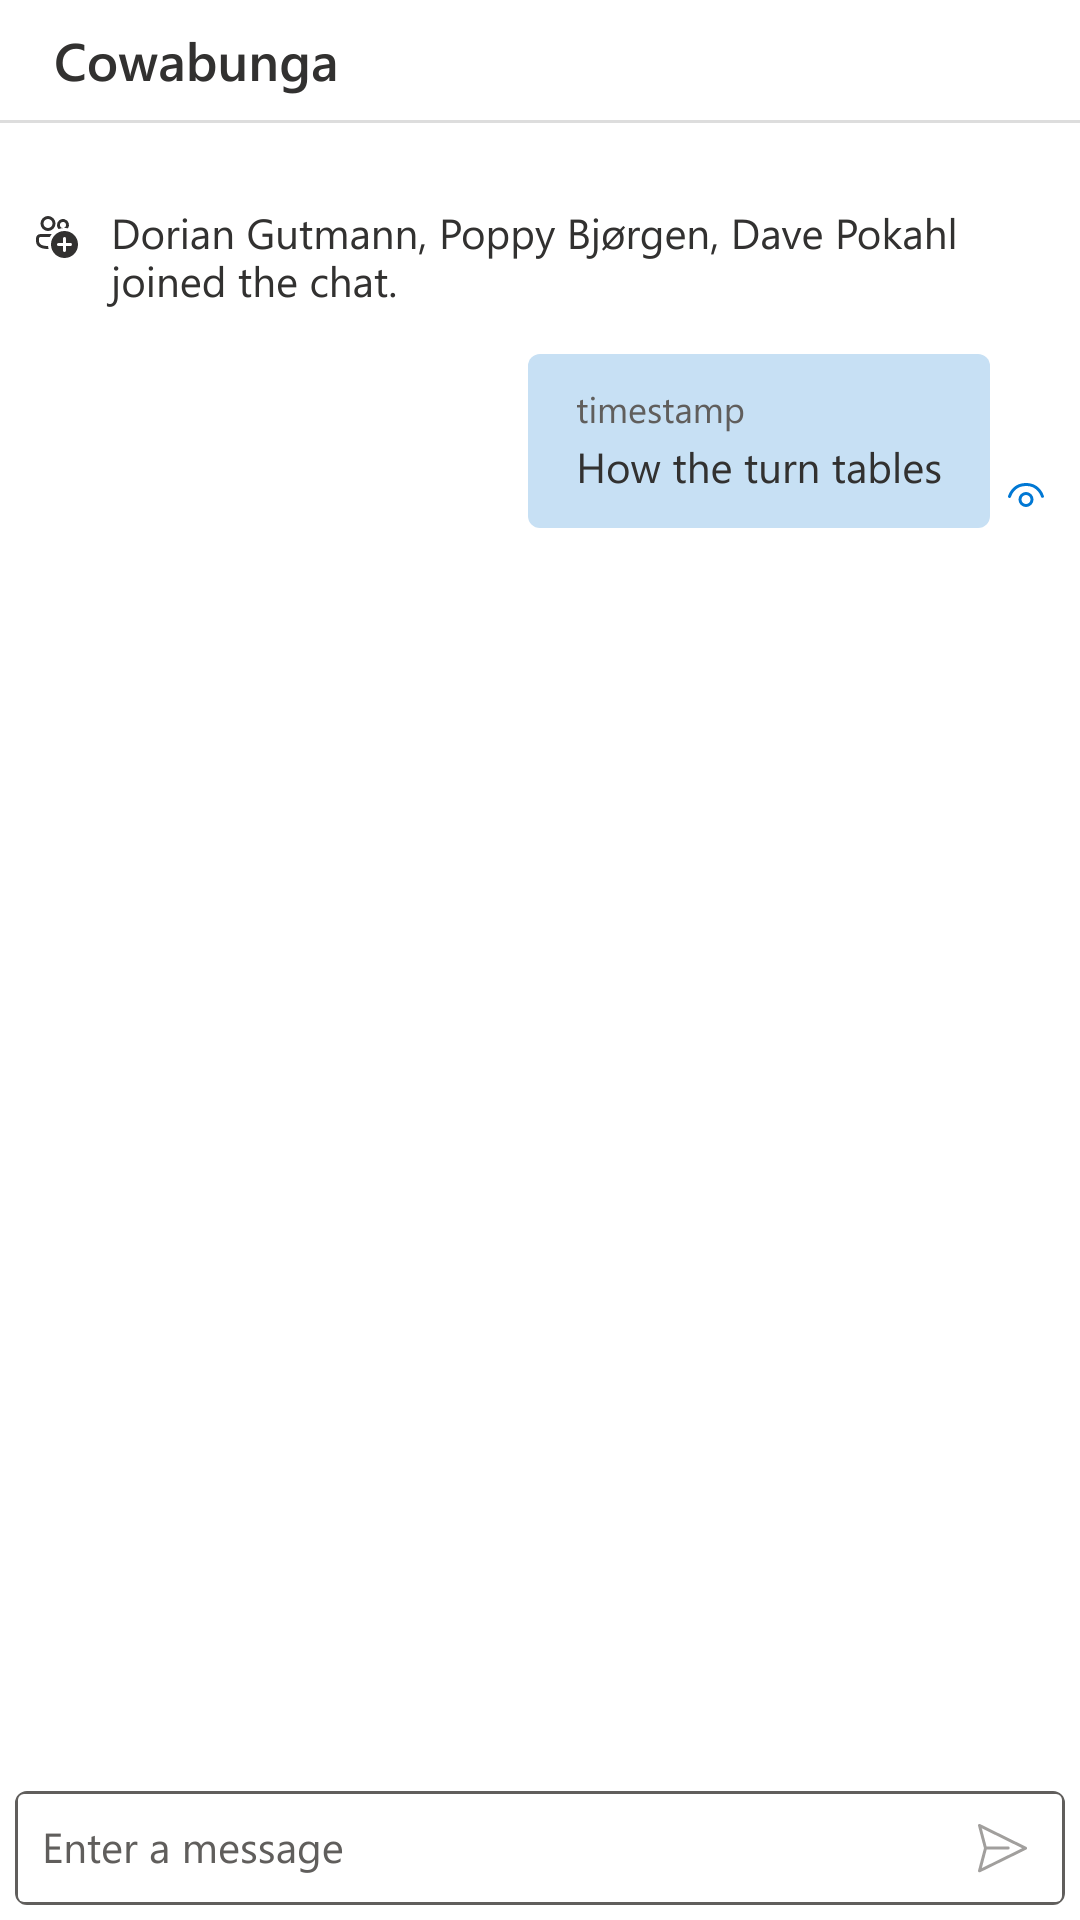 Cowabunga
Dorian Gutmann, Poppy Bjørgen, Dave Pokahl
joined the chat.
timestamp
How the turn tables
Enter a message